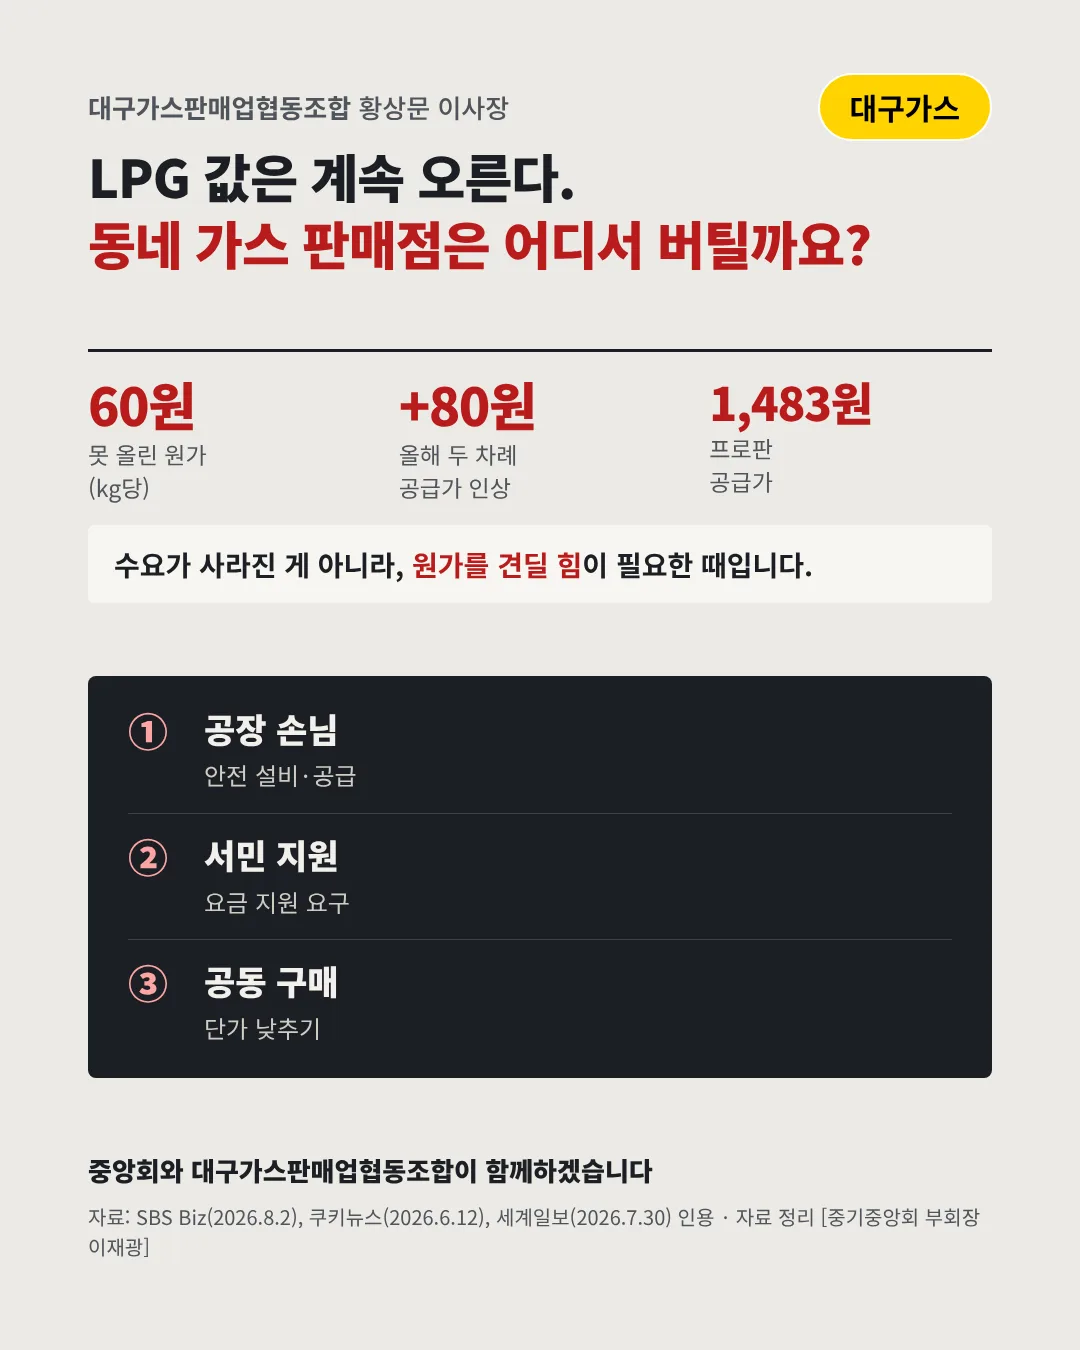 대구가스판매업협동조합 황상문 이사장
대구가스
LPG 값은 계속 오른다.
동네 가스 판매점은 어디서 버틸까요?
60원
못 올린 원가
(kg당)
+80원
올해 두 차례
공급가 인상
1,483원
프로판
공급가
수요가 사라진 게 아니라, 원가를 견딜 힘이 필요한 때입니다.
① 공장 손님
안전 설비·공급
② 서민 지원
요금 지원 요구
③ 공동 구매
단가 낮추기
중앙회와 대구가스판매업협동조합이 함께하겠습니다
자료: SBS Biz(2026.8.2), 쿠키뉴스(2026.6.12), 세계일보(2026.7.30) 인용 · 자료 정리 [중기중앙회 부회장
이재광]